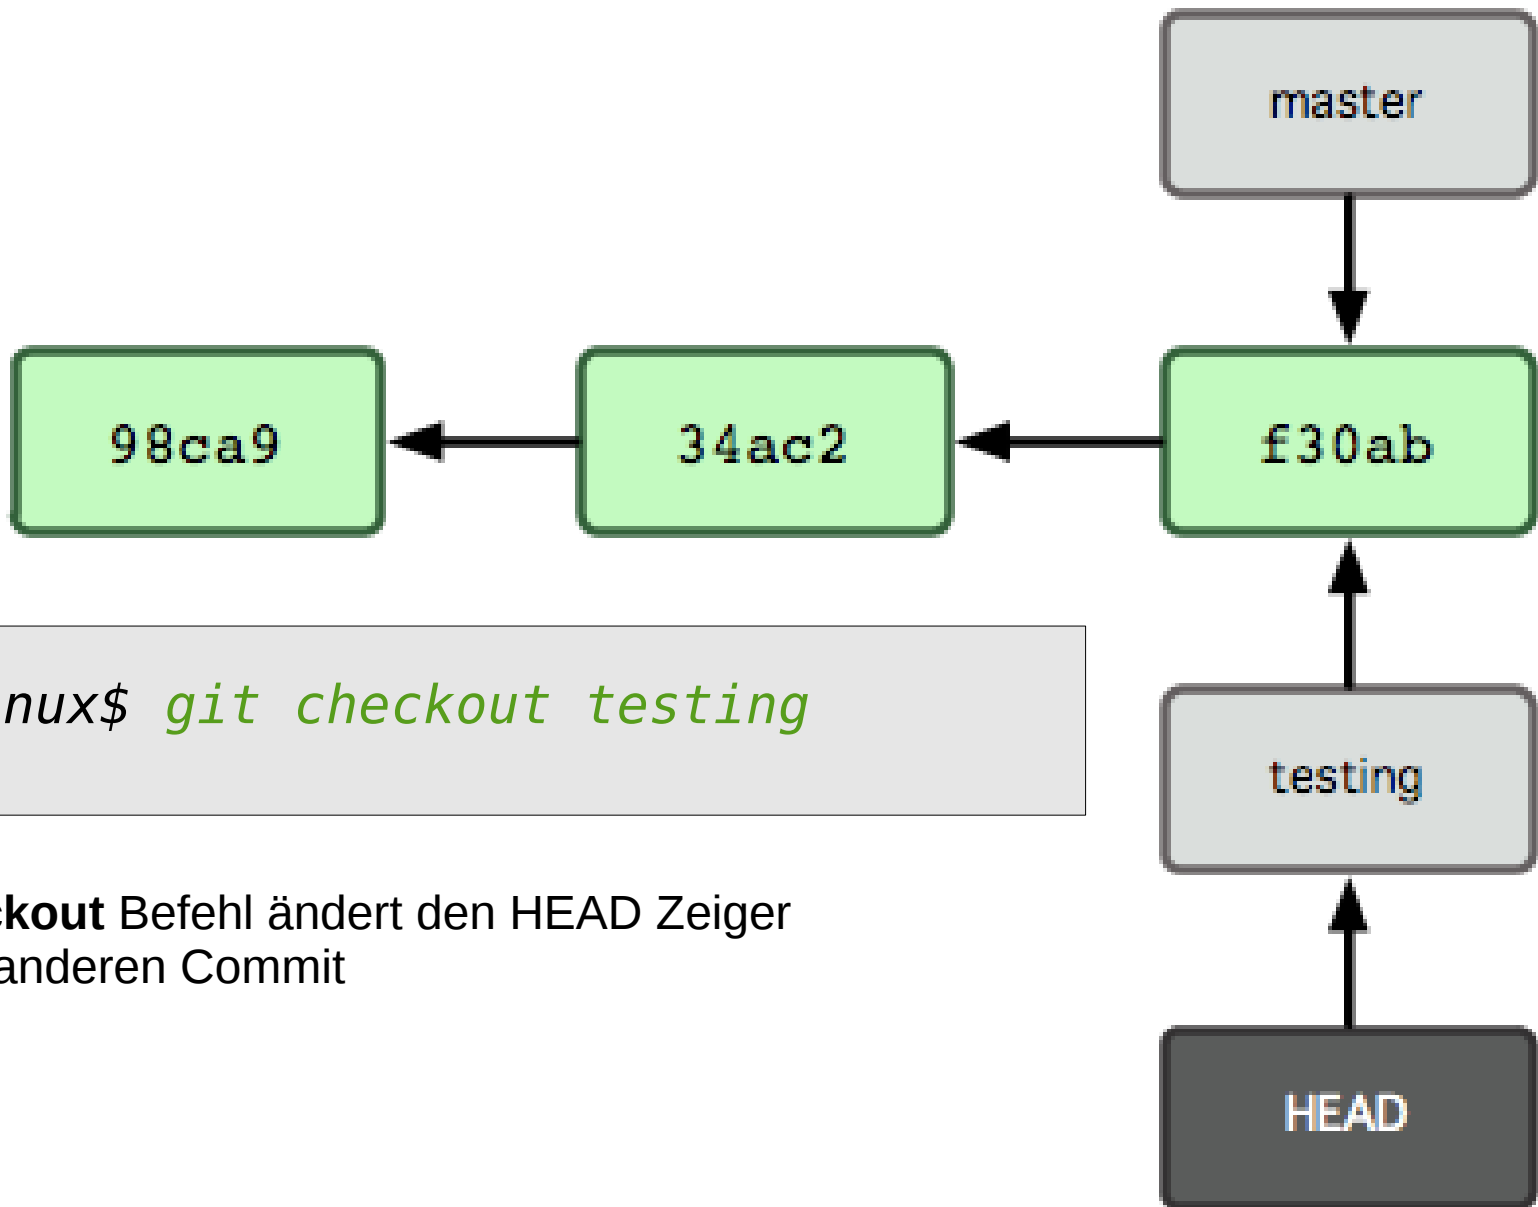 master
98ca9
34ac2
f30ab
nux$ git checkout testing
testing
kout Befehl ändert den HEAD Zeiger
anderen Commit
HEAD